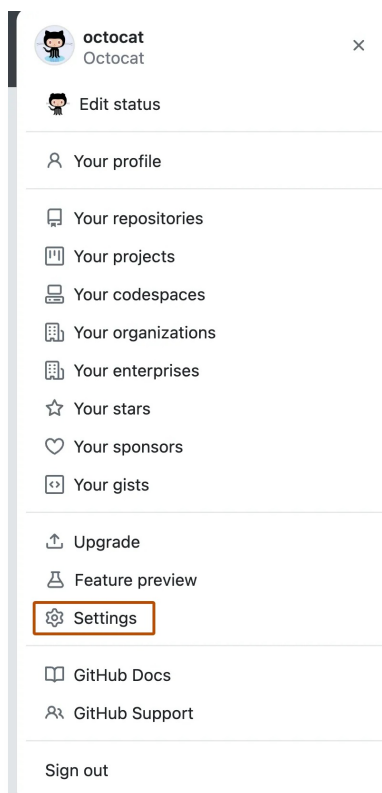 octocat
Octocat
Edit status
Your profile
Your repositories
Your projects
Your codespaces
Your organizations
Your enterprises
Your stars
Your sponsors
Your gists
Upgrade
Feature preview
Settings
GitHub Docs
GitHub Support
Sign out